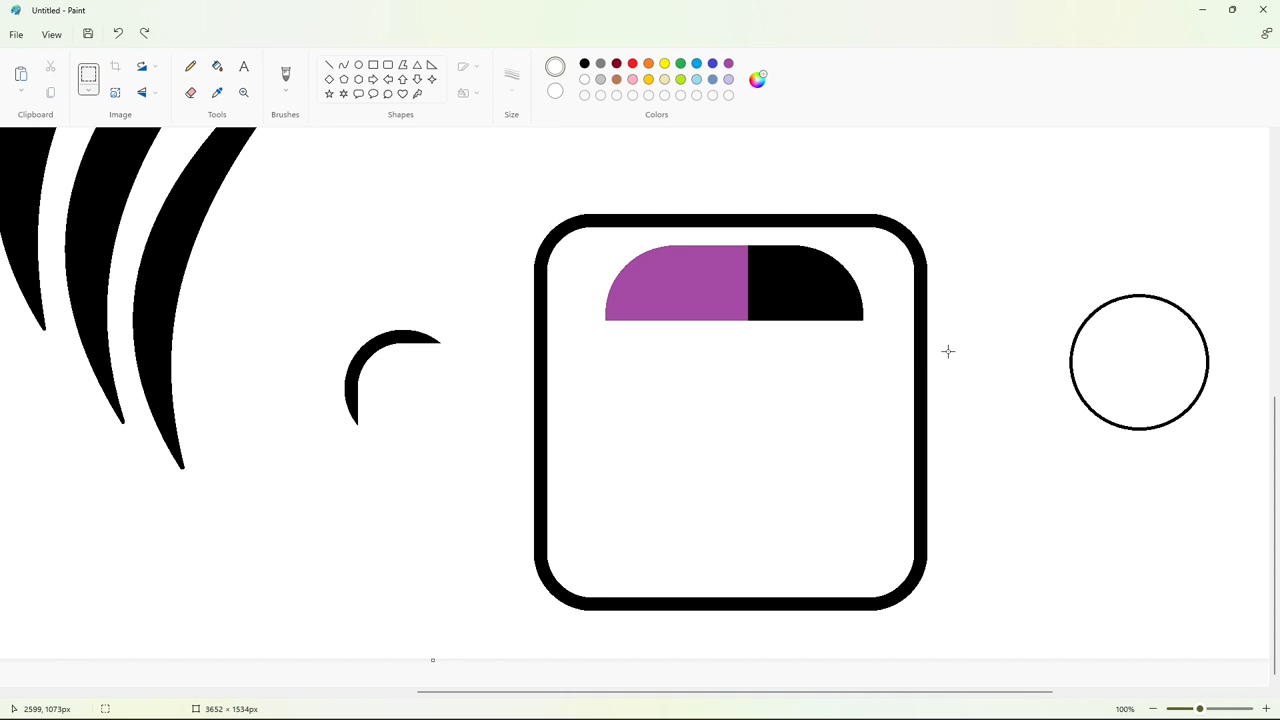 Untitled - Paint
File View
Clipboard Image Tools Brushes Shapes Size Colors
2599, 1073px 3652 × 1534px 100%